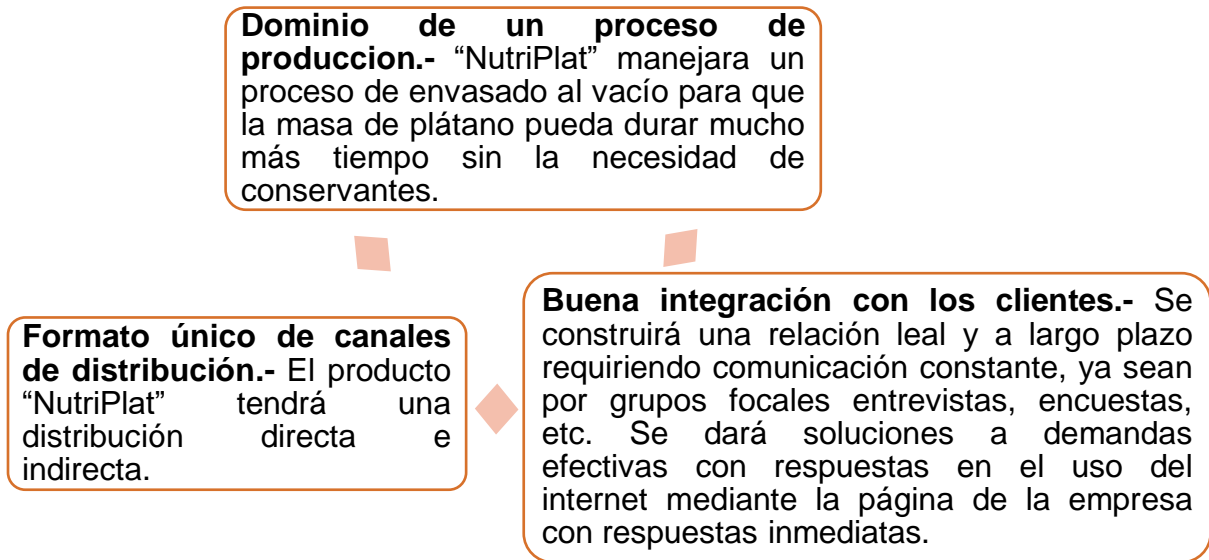 Dominio de un proceso de
produccion.- “NutriPlat” manejara un
proceso de envasado al vacío para que
la masa de plátano pueda durar mucho
más tiempo sin la necesidad de
conservantes.
Formato único de canales
de distribución.- El producto
“NutriPlat” tendrá una
distribución directa e
indirecta.
Buena integración con los clientes.- Se
construirá una relación leal y a largo plazo
requiriendo comunicación constante, ya sean
por grupos focales entrevistas, encuestas,
etc. Se dará soluciones a demandas
efectivas con respuestas en el uso del
internet mediante la página de la empresa
con respuestas inmediatas.